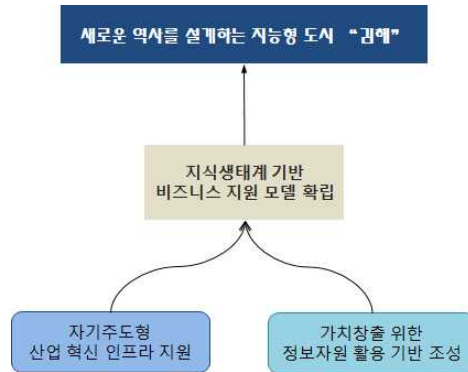 새로운 역사를 설계하는 지능형 도시 “김해”
지식생태계 기반
비즈니스 지원 모델 확립
자기주도형
산업 혁신 인프라 지원
가치창출 위한
정보자원 활용 기반 조성